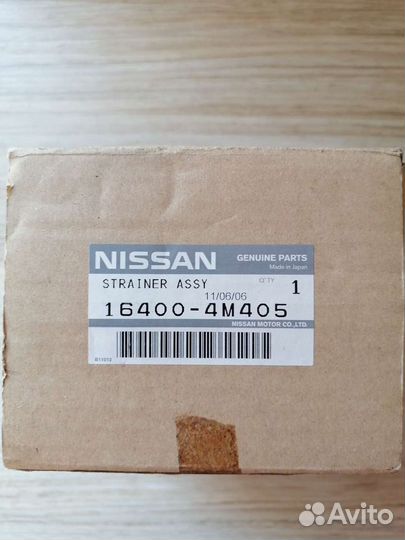 NISSAN
GENUINE PARTS
Made in Japan
STRAINER ASSY
Q'TY
1
11/06/06
16400-4M405
NISSAN MOTOR CO.,LTD.
Avito